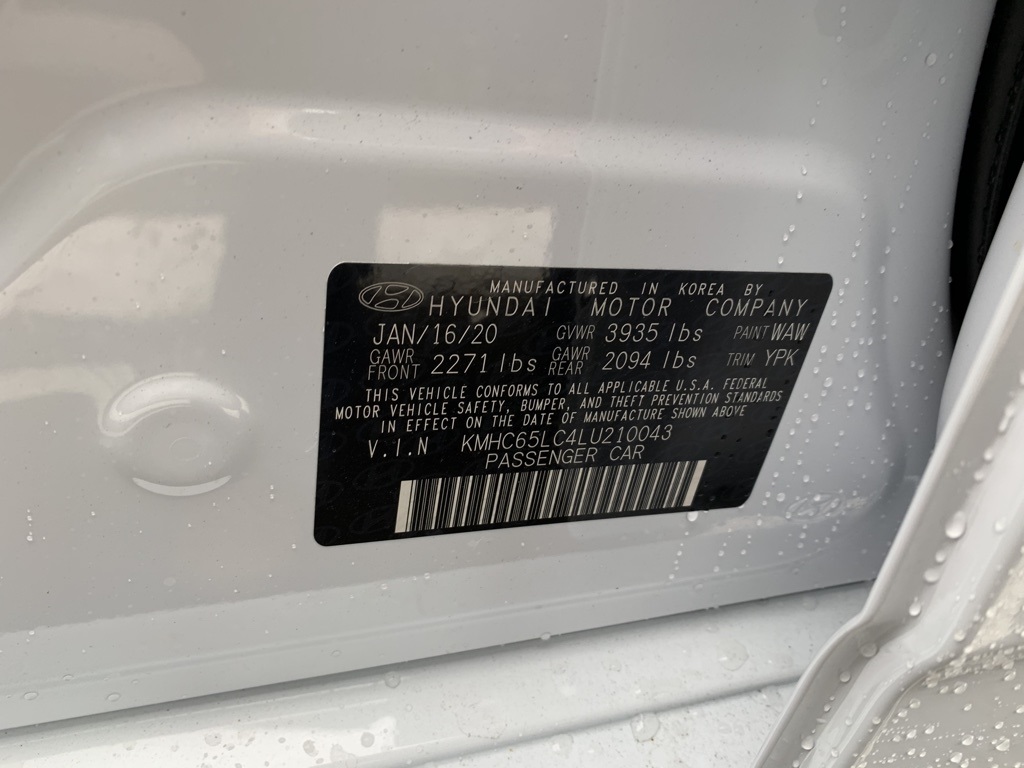 MANUFACTURED IN KOREA BY
HYUNDAI MOTOR COMPANY
JAN/16/20 GVWR 3935 lbs PAINT WAW
GAWR FRONT 2271 lbs GAWR REAR 2094 lbs TRIM YPK
THIS VEHICLE CONFORMS TO ALL APPLICABLE U.S.A. FEDERAL
MOTOR VEHICLE SAFETY, BUMPER, AND THEFT PREVENTION STANDARDS
IN EFFECT ON THE DATE OF MANUFACTURE SHOWN ABOVE
V.I.N KMHC65LC4LU210043
PASSENGER CAR